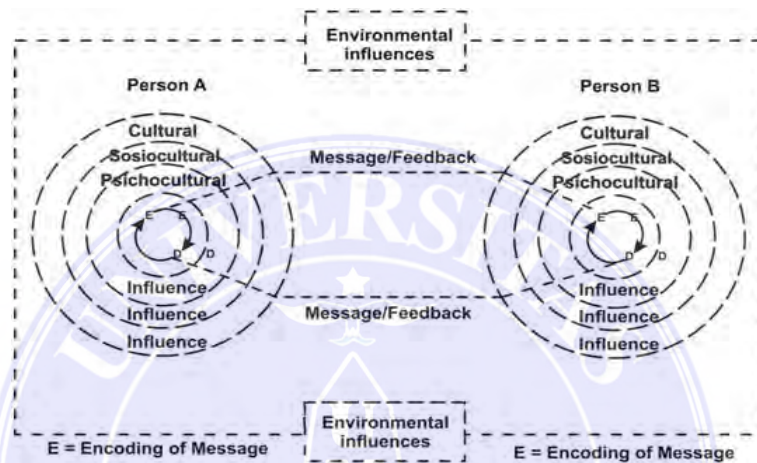 Environmental
influences
Person A
Person B
Cultural
Sosiocultural
Psichocultural
E E
D D
Influence
Influence
Influence
Message/Feedback
Message/Feedback
Cultural
Sosiocultural
Psichocultural
E E
D D
Influence
Influence
Influence
Environmental
influences
E = Encoding of Message
E = Encoding of Message
UNIVERSIT